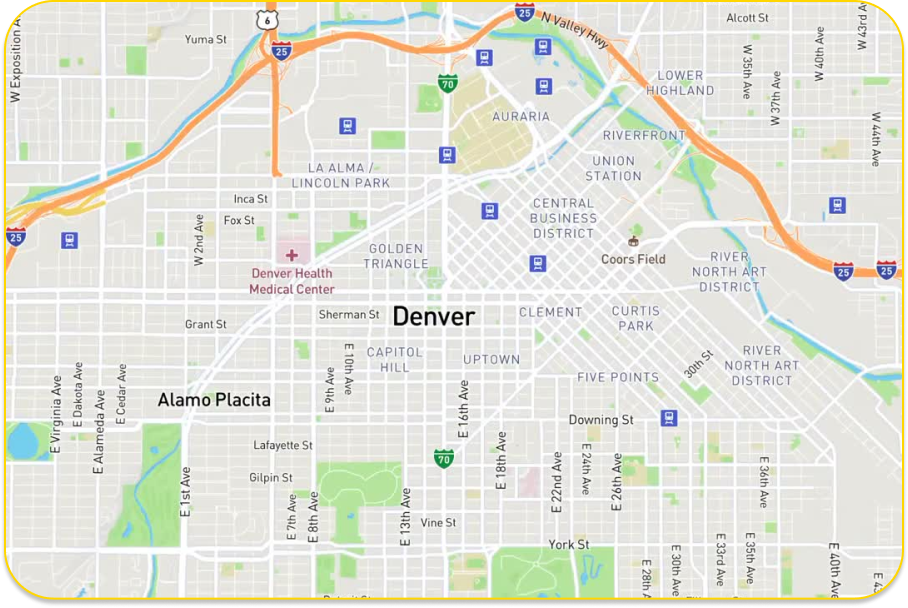 6
25
N Valley Hwy
Alcott St
W Exposition A
Yuma St
25
W 35th Ave
W 40th Ave
W 43rd Av
70
LOWER
HIGHLAND
W 37th Ave
AURARIA
RIVERFRONT
W 44th Ave
UNION
STATION
LA ALMA /
LINCOLN PARK
Inca St
Fox St
W 2nd Ave
CENTRAL
BUSINESS
DISTRICT
25
GOLDEN
TRIANGLE
Coors Field
RIVER
NORTH ART
DISTRICT
25
25
Denver Health
Medical Center
Grant St
Sherman St
Denver
CLEMENT
CURTIS
PARK
CAPITOL
HILL
UPTOWN
FIVE POINTS
30th St
RIVER
NORTH ART
DISTRICT
E Virginia Ave
E Dakota Ave
E Alameda Ave
E Cedar Ave
Alamo Placita
E 9th Ave
E 10th Ave
E 16th Ave
Downing St
Lafayette St
70
E 18th Ave
E 22nd Ave
E 24th Ave
E 26th Ave
E 36th Ave
Gilpin St
E 1st Ave
E 7th Ave
E 8th Ave
E 13th Ave
Vine St
York St
E 28th A
E 30th Ave
E 33rd Ave
E 35th Ave
E 40th Ave
E 43